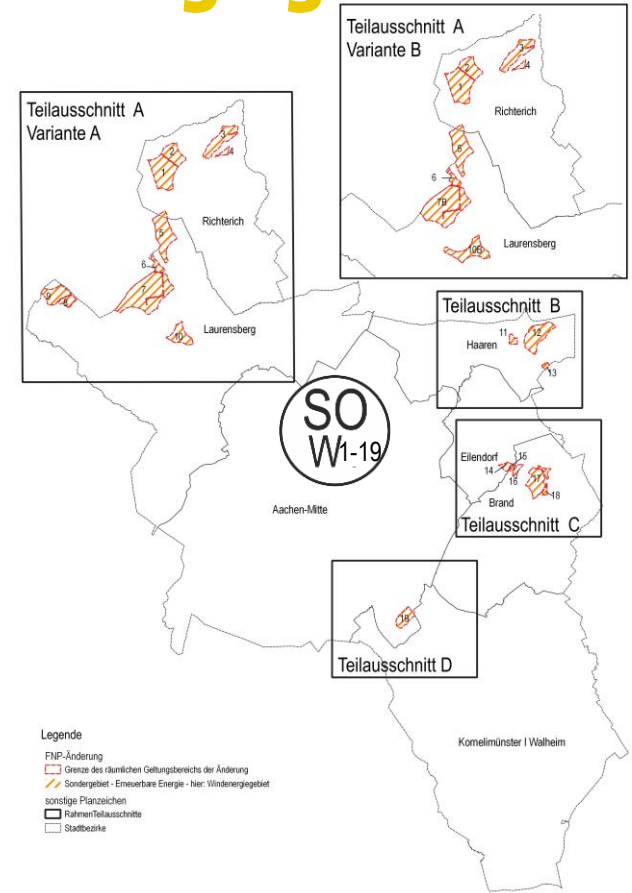 Teilausschnitt A
Variante B
3
2
4
1
Richterich
5
6
7B
Laurensberg
10B
Teilausschnitt A
Variante A
3
2
4
1
Richterich
5
6
7
9
8
Laurensberg
10
Teilausschnitt B
11
12
Haaren
13
SO
W1-19
Eilendorf
15
14
16
17
18
Brand
Teilausschnitt C
Aachen-Mitte
19
Teilausschnitt D
Kornelimünster I Walheim
Legende
FNP-Änderung
Grenze des räumlichen Geltungsbereichs der Änderung
Sondergebiet - Erneuerbare Energie - hier: Windenergiegebiet
sonstige Planzeichen
RahmenTeilausschnitte
Stadtbezirke